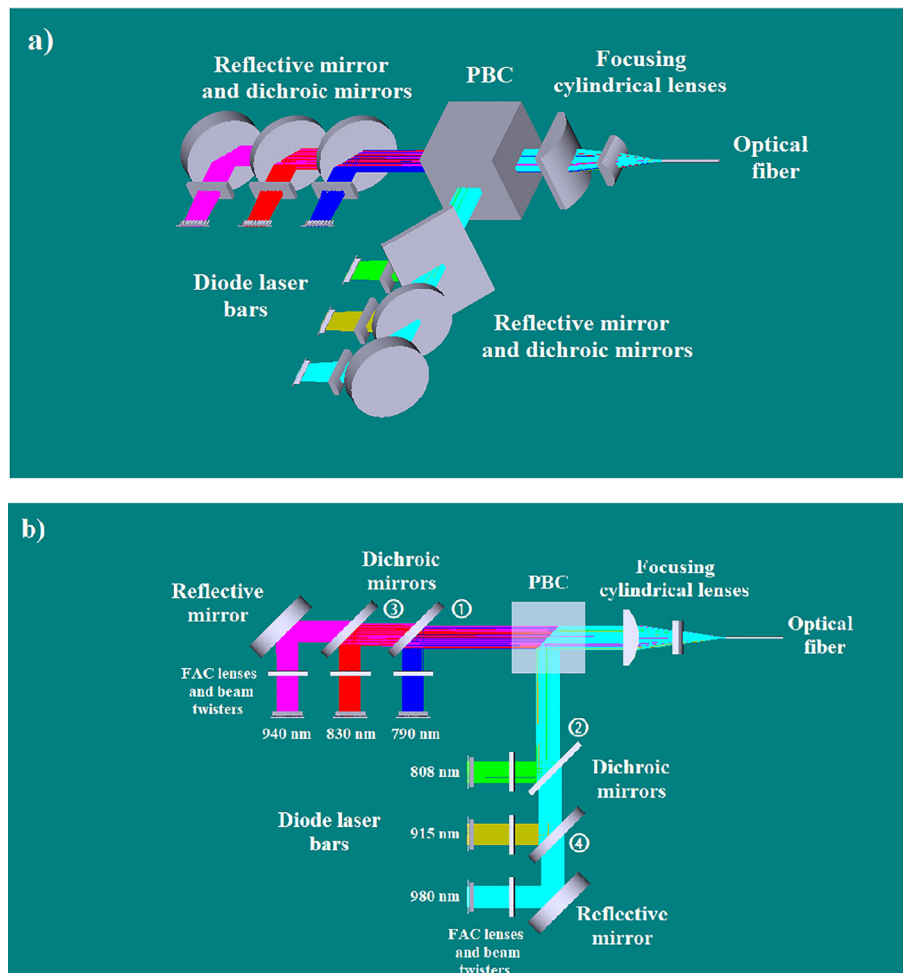 a)
Reflective mirror
and dichroic mirrors
PBC
Focusing
cylindrical lenses
Optical
fiber
Diode laser
bars
Reflective mirror
and dichroic mirrors
b)
Reflective
mirror
Dichroic
mirrors
③
①
PBC
Focusing
cylindrical lenses
Optical
fiber
FAC lenses
and beam
twisters
940 nm
830 nm
790 nm
②
808 nm
Dichroic
mirrors
Diode laser
bars
915 nm
④
980 nm
Reflective
mirror
FAC lenses
and beam
twisters